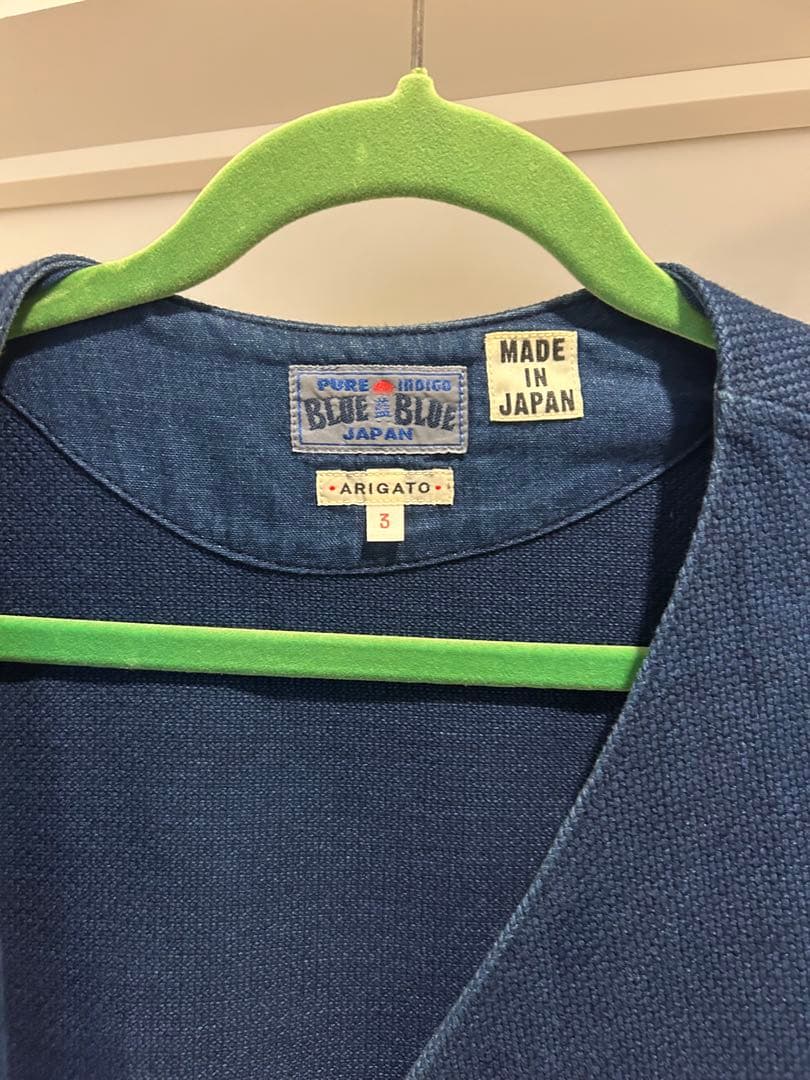 PURE INDIGO
BLUE BLUE
JAPAN
MADE
IN
JAPAN
•ARIGATO•
3